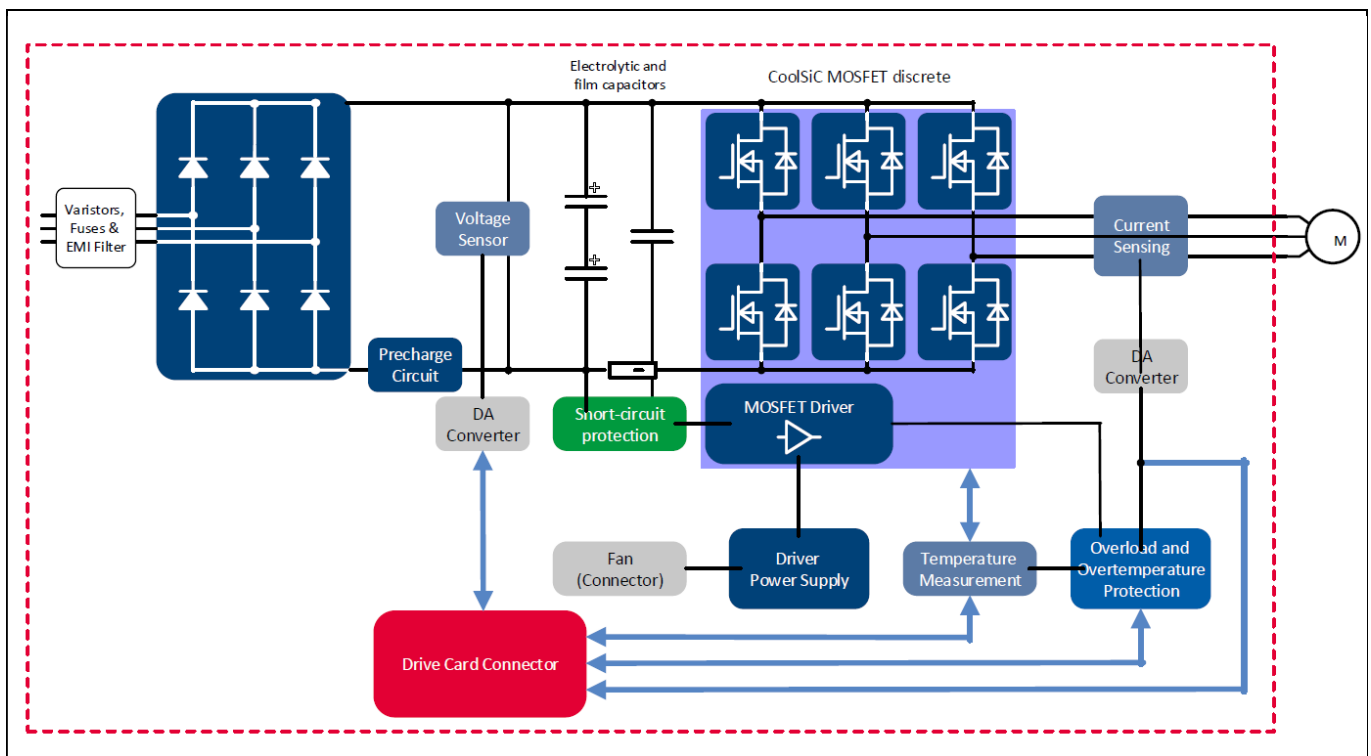 Electrolytic and
film capacitors
CoolSiC MOSFET discrete
Varistors,
Fuses &
EMI Filter
Voltage
Sensor
Current
Sensing
M
Precharge
Circuit
DA
Converter
DA
Converter
Short-circuit
protection
MOSFET Driver
Fan
(Connector)
Driver
Power Supply
Temperature
Measurement
Overload and
Overtemperature
Protection
Drive Card Connector